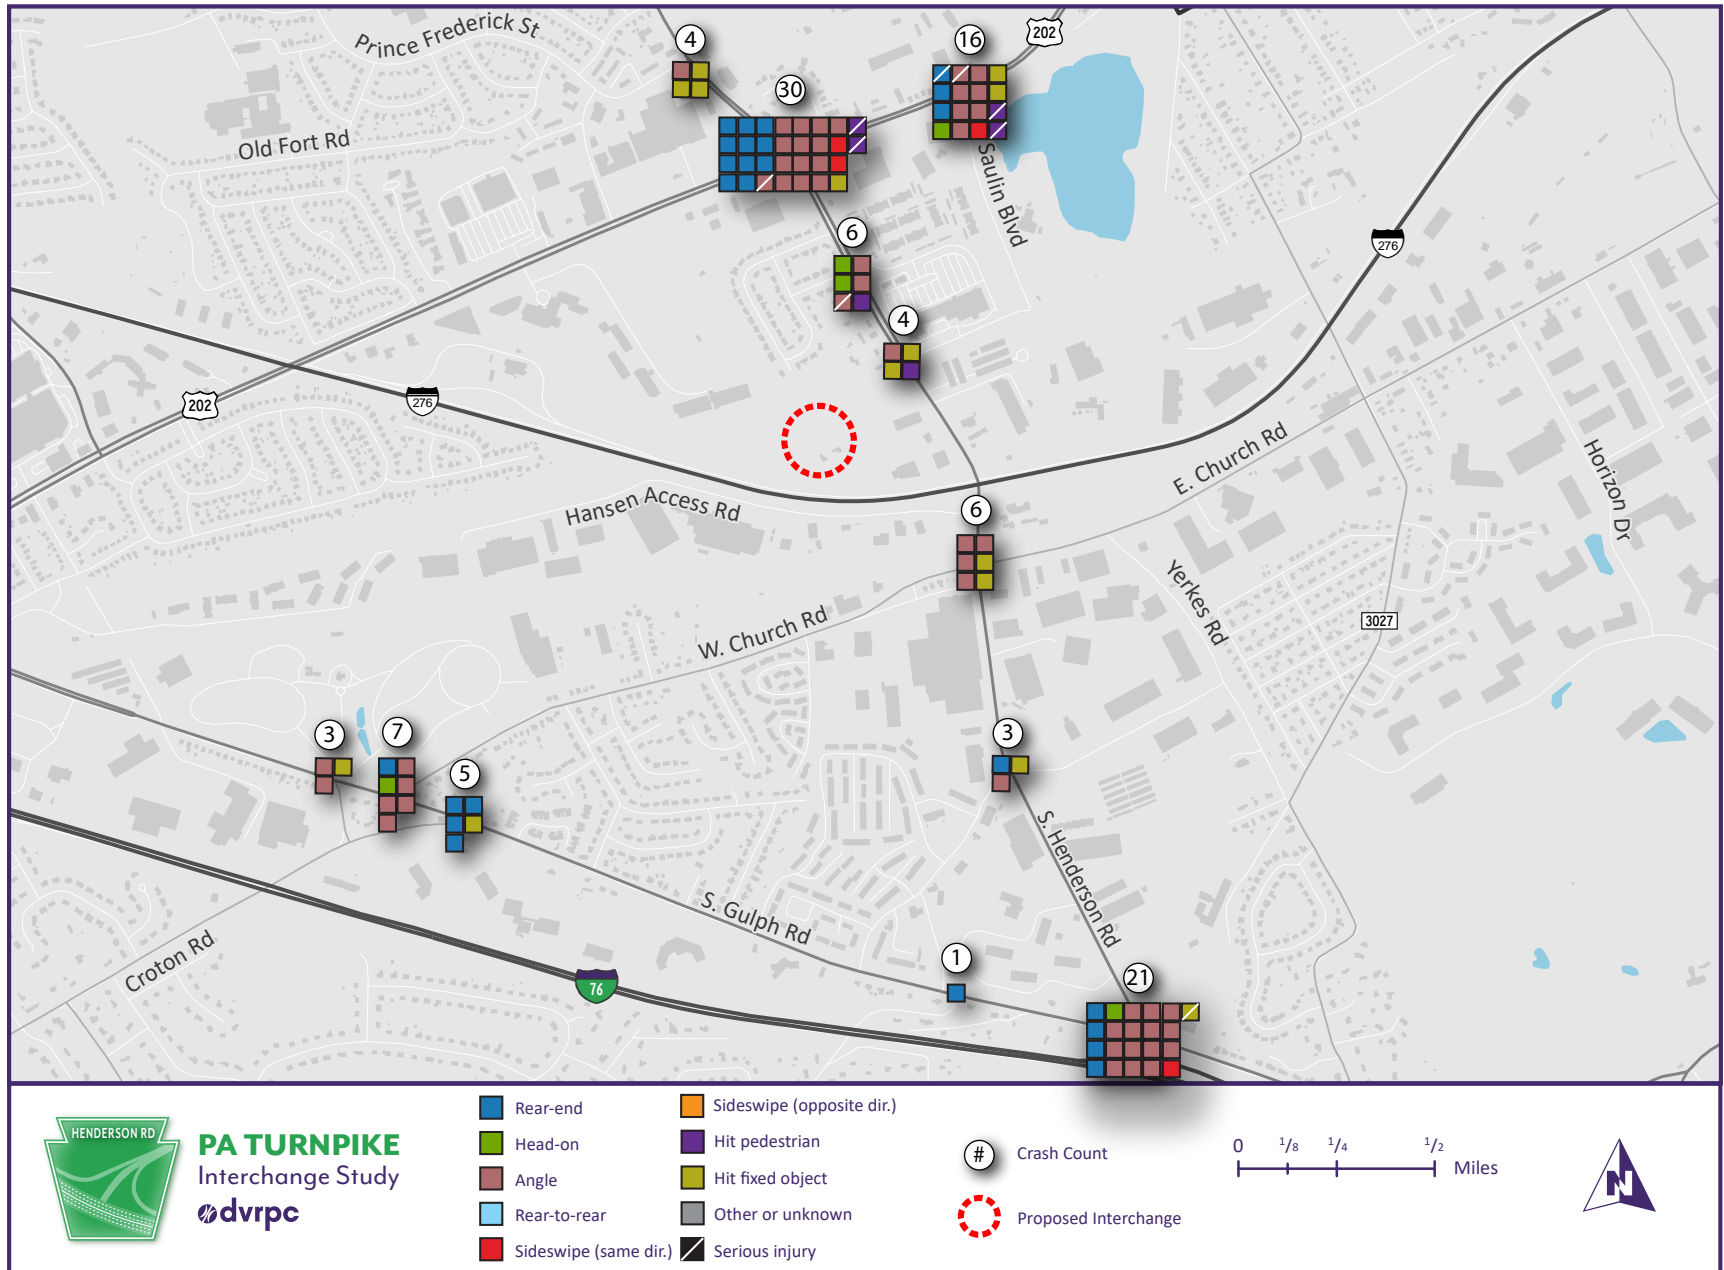 Prince Frederick St
4
16
202
30
Old Fort Rd
Saulin Blvd
6
276
4
202
276
E. Church Rd
Horizon Dr
Hansen Access Rd
6
Yerkes Rd
W. Church Rd
3027
3
7
3
5
S. Henderson Rd
S. Gulph Rd
Croton Rd
1
21
76
HENDERSON RD
PA TURNPIKE
Interchange Study
dvrpc
Rear-end
Head-on
Angle
Rear-to-rear
Sideswipe (same dir.)
Sideswipe (opposite dir.)
Hit pedestrian
Hit fixed object
Other or unknown
Serious injury
# Crash Count
Proposed Interchange
0 1/8 1/4 1/2
Miles
N